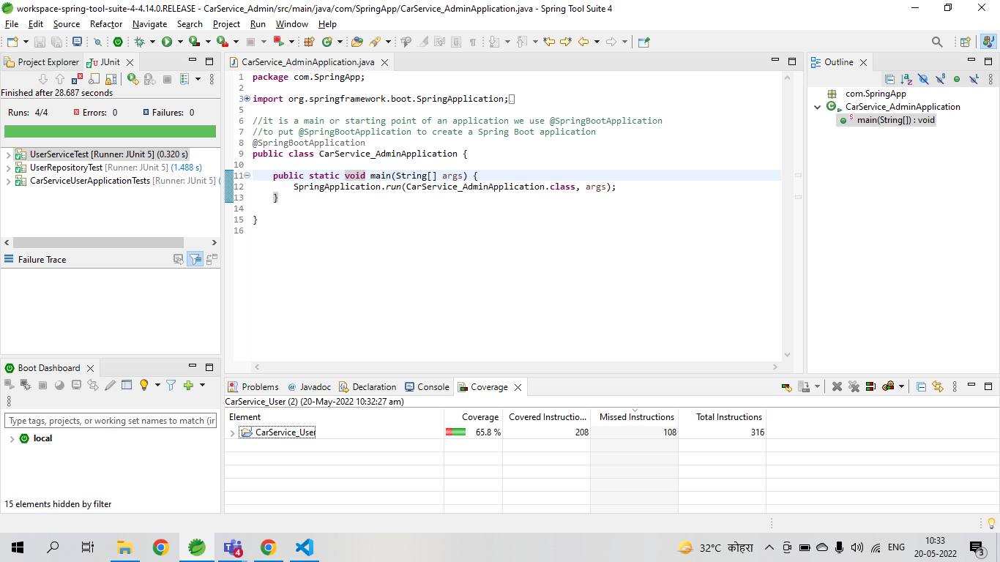 workspace-spring-tool-suite-4-4.14.0.RELEASE - CarService_Admin/src/main/java/com/SpringApp/CarService_AdminApplication.java - Spring Tool Suite 4
File Edit Source Refactor Navigate Search Project Run Window Help
Project Explorer JUnit
Finished after 28.687 seconds
Runs: 4/4 Errors: 0 Failures: 0
UserServiceTest [Runner: JUnit 5] (0.320 s)
UserRepositoryTest [Runner: JUnit 5] (1.488 s)
CarServiceUserApplicationTests [Runner: JUnit 5] (
Failure Trace
Boot Dashboard
Type tags, projects, or working set names to match (ir
local
15 elements hidden by filter
CarService_AdminApplication.java
1 package com.SpringApp;
2
3 import org.springframework.boot.SpringApplication;
5
6 //it is a main or starting point of an application we use @SpringBootApplication
7 //to put @SpringBootApplication to create a Spring Boot application
8 @SpringBootApplication
9 public class CarService_AdminApplication {
10
11 public static void main(String[] args) {
12 SpringApplication.run(CarService_AdminApplication.class, args);
13 }
14
15 }
16
Outline
com.SpringApp
CarService_AdminApplication
main(String[]) : void
Problems @ Javadoc Declaration Console Coverage
CarService_User (2) (20-May-2022 10:32:27 am)
Element Coverage Covered Instructio... Missed Instructions Total Instructions
CarService_User 65.8 % 208 108 316
4 32°C कोहरा ENG 10:33
20-05-2022 3